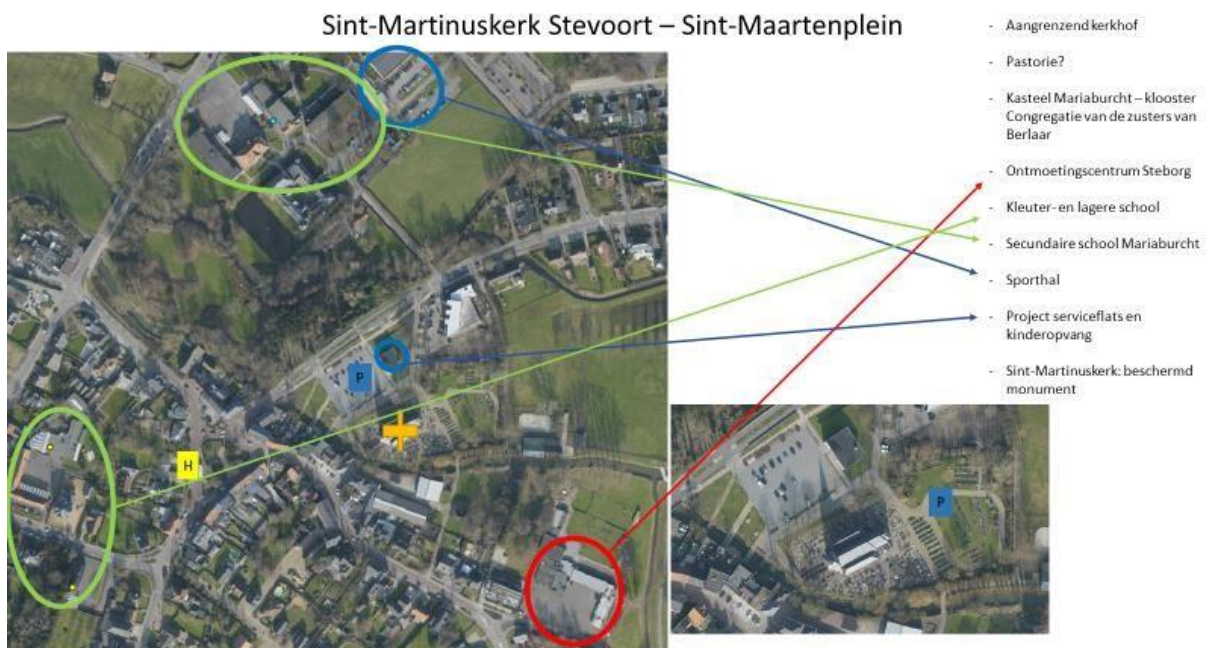 Sint-Martinuskerk Stevoort – Sint-Maartenplein
- Aangrenzend kerkhof
- Pastorie?
- Kasteel Mariaburcht – klooster
Congregatie van de zusters van
Berlaar
- Ontmoetingscentrum Steborg
- Kleuter- en lagere school
- Secundaire school Mariaburcht
- Sporthal
- Project serviceflats en
kinderopvang
- Sint-Martinuskerk: beschermd
monument
P
H
P